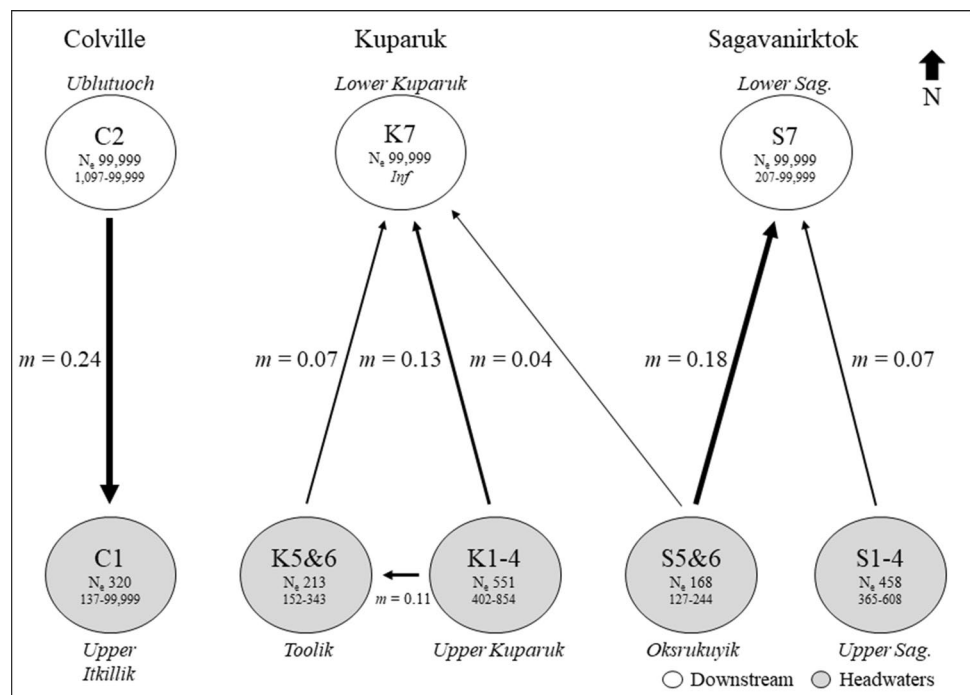 Colville
Kuparuk
Sagavanirktok
N
Ublutuoch
Lower Kuparuk
Lower Sag.
C2
Nₑ 99,999
1,097-99,999
K7
Nₑ 99,999
Inf
S7
Nₑ 99,999
207-99,999
m = 0.24
m = 0.07
m = 0.13
m = 0.04
m = 0.18
m = 0.07
C1
Nₑ 320
137-99,999
K5&6
Nₑ 213
152-343
m = 0.11
K1-4
Nₑ 551
402-854
S5&6
Nₑ 168
127-244
S1-4
Nₑ 458
365-608
Upper
Itkillik
Toolik
Upper Kuparuk
Oksrukuyik
Upper Sag.
Downstream
Headwaters